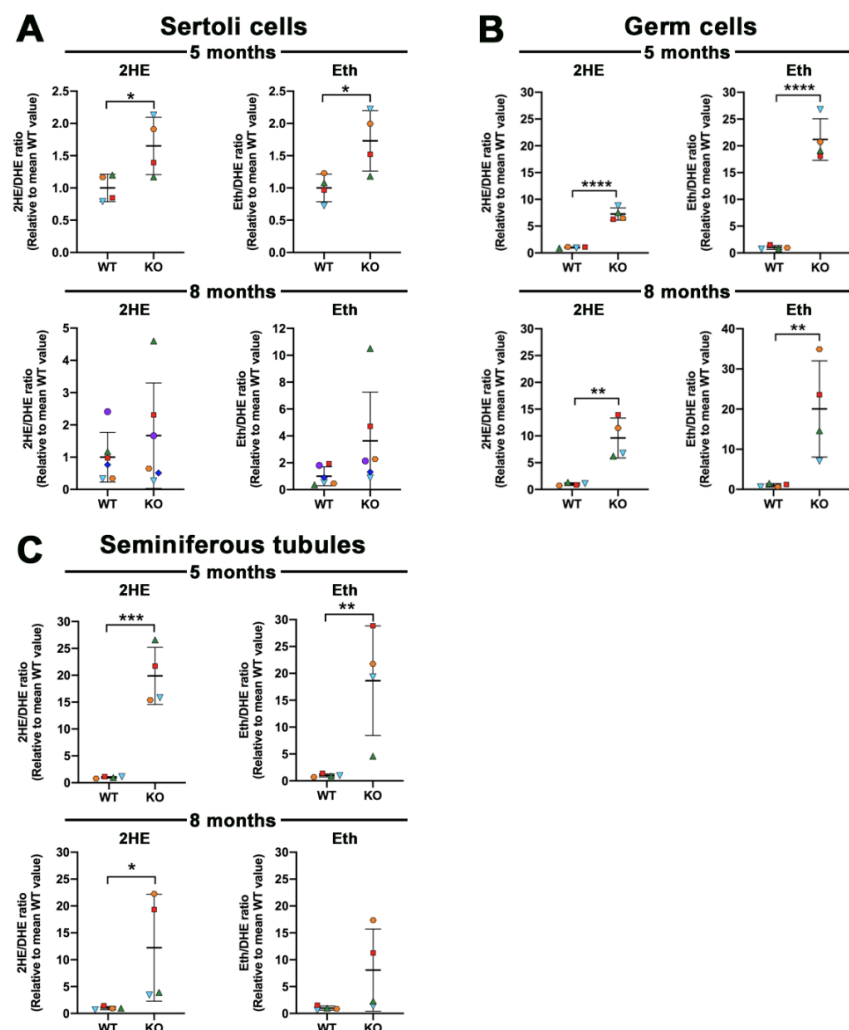 A Sertoli cells
5 months
2HE
2HE/DHE ratio
(Relative to mean WT value)
2.5
2.0
1.5
1.0
0.5
0.0
*
WT KO
Eth
Eth/DHE ratio
(Relative to mean WT value)
2.5
2.0
1.5
1.0
0.5
0.0
*
WT KO
8 months
2HE
2HE/DHE ratio
(Relative to mean WT value)
5
4
3
2
1
0
WT KO
Eth
Eth/DHE ratio
(Relative to mean WT value)
12
10
8
6
4
2
0
WT KO
B Germ cells
5 months
2HE
2HE/DHE ratio
(Relative to mean WT value)
30
25
20
15
10
5
0
****
WT KO
Eth
Eth/DHE ratio
(Relative to mean WT value)
30
25
20
15
10
5
0
****
WT KO
8 months
2HE
2HE/DHE ratio
(Relative to mean WT value)
30
25
20
15
10
5
0
**
WT KO
Eth
Eth/DHE ratio
(Relative to mean WT value)
40
30
20
10
0
**
WT KO
C Seminiferous tubules
5 months
2HE
2HE/DHE ratio
(Relative to mean WT value)
30
25
20
15
10
5
0
***
WT KO
Eth
Eth/DHE ratio
(Relative to mean WT value)
30
25
20
15
10
5
0
**
WT KO
8 months
2HE
2HE/DHE ratio
(Relative to mean WT value)
30
25
20
15
10
5
0
*
WT KO
Eth
Eth/DHE ratio
(Relative to mean WT value)
30
25
20
15
10
5
0
WT KO